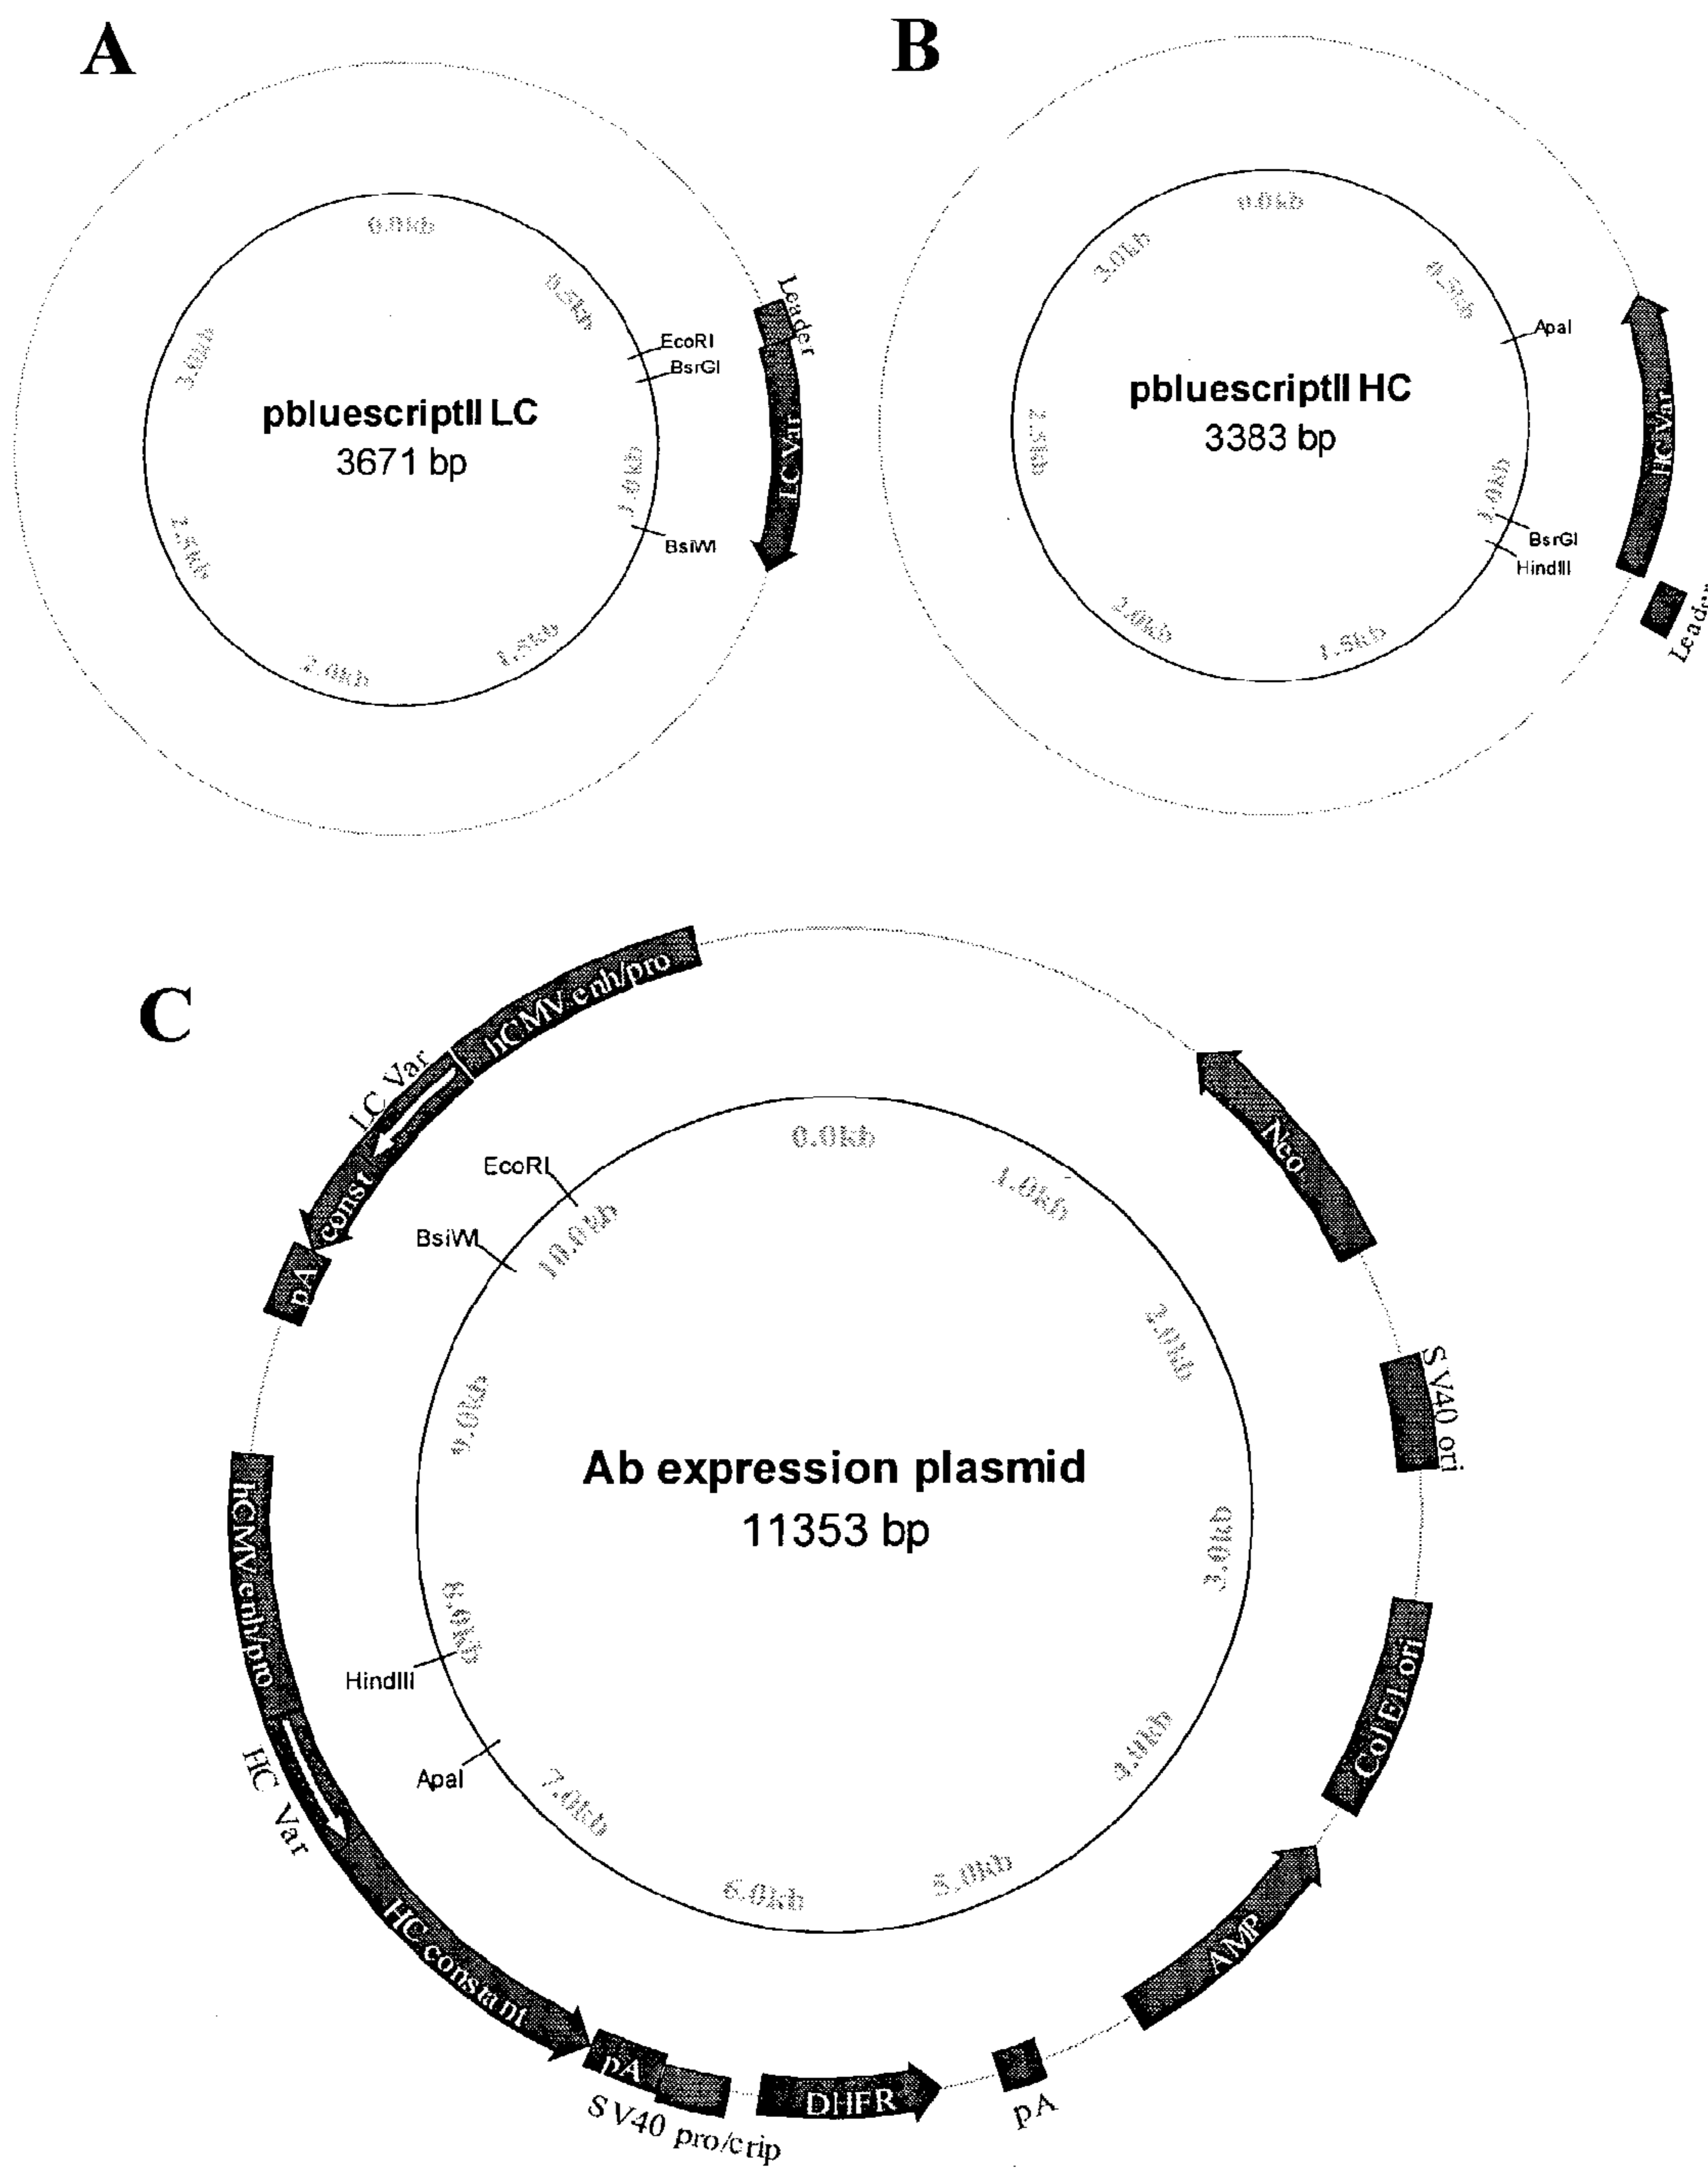 A
0.0kb
0.5kb
Leader
EcoRI
BsrGI
3.0kb
pbluescriptII LC
3671 bp
LC Var
1.0kb
BsiWI
2.5kb
1.5kb
2.0kb
B
0.0kb
3.0kb
0.5kb
ApaI
pbluescriptII HC
3383 bp
HC Var
2.5kb
1.0kb
BsrGI
HindIII
Leader
2.0kb
1.5kb
C
hCMV enh/pro
LC Var
const
pA
EcoRI
BsiWI
0.0kb
1.0kb
Neo
10.0kb
2.0kb
SV40 ori
9.0kb
Ab expression plasmid
11353 bp
3.0kb
hCMV enh/pro
8.0kb
HindIII
Col E1 ori
ApaI
HC Var
7.0kb
4.0kb
6.0kb
5.0kb
HC constant
AMP
pA
SV40 pro/crip
DHFR
pA